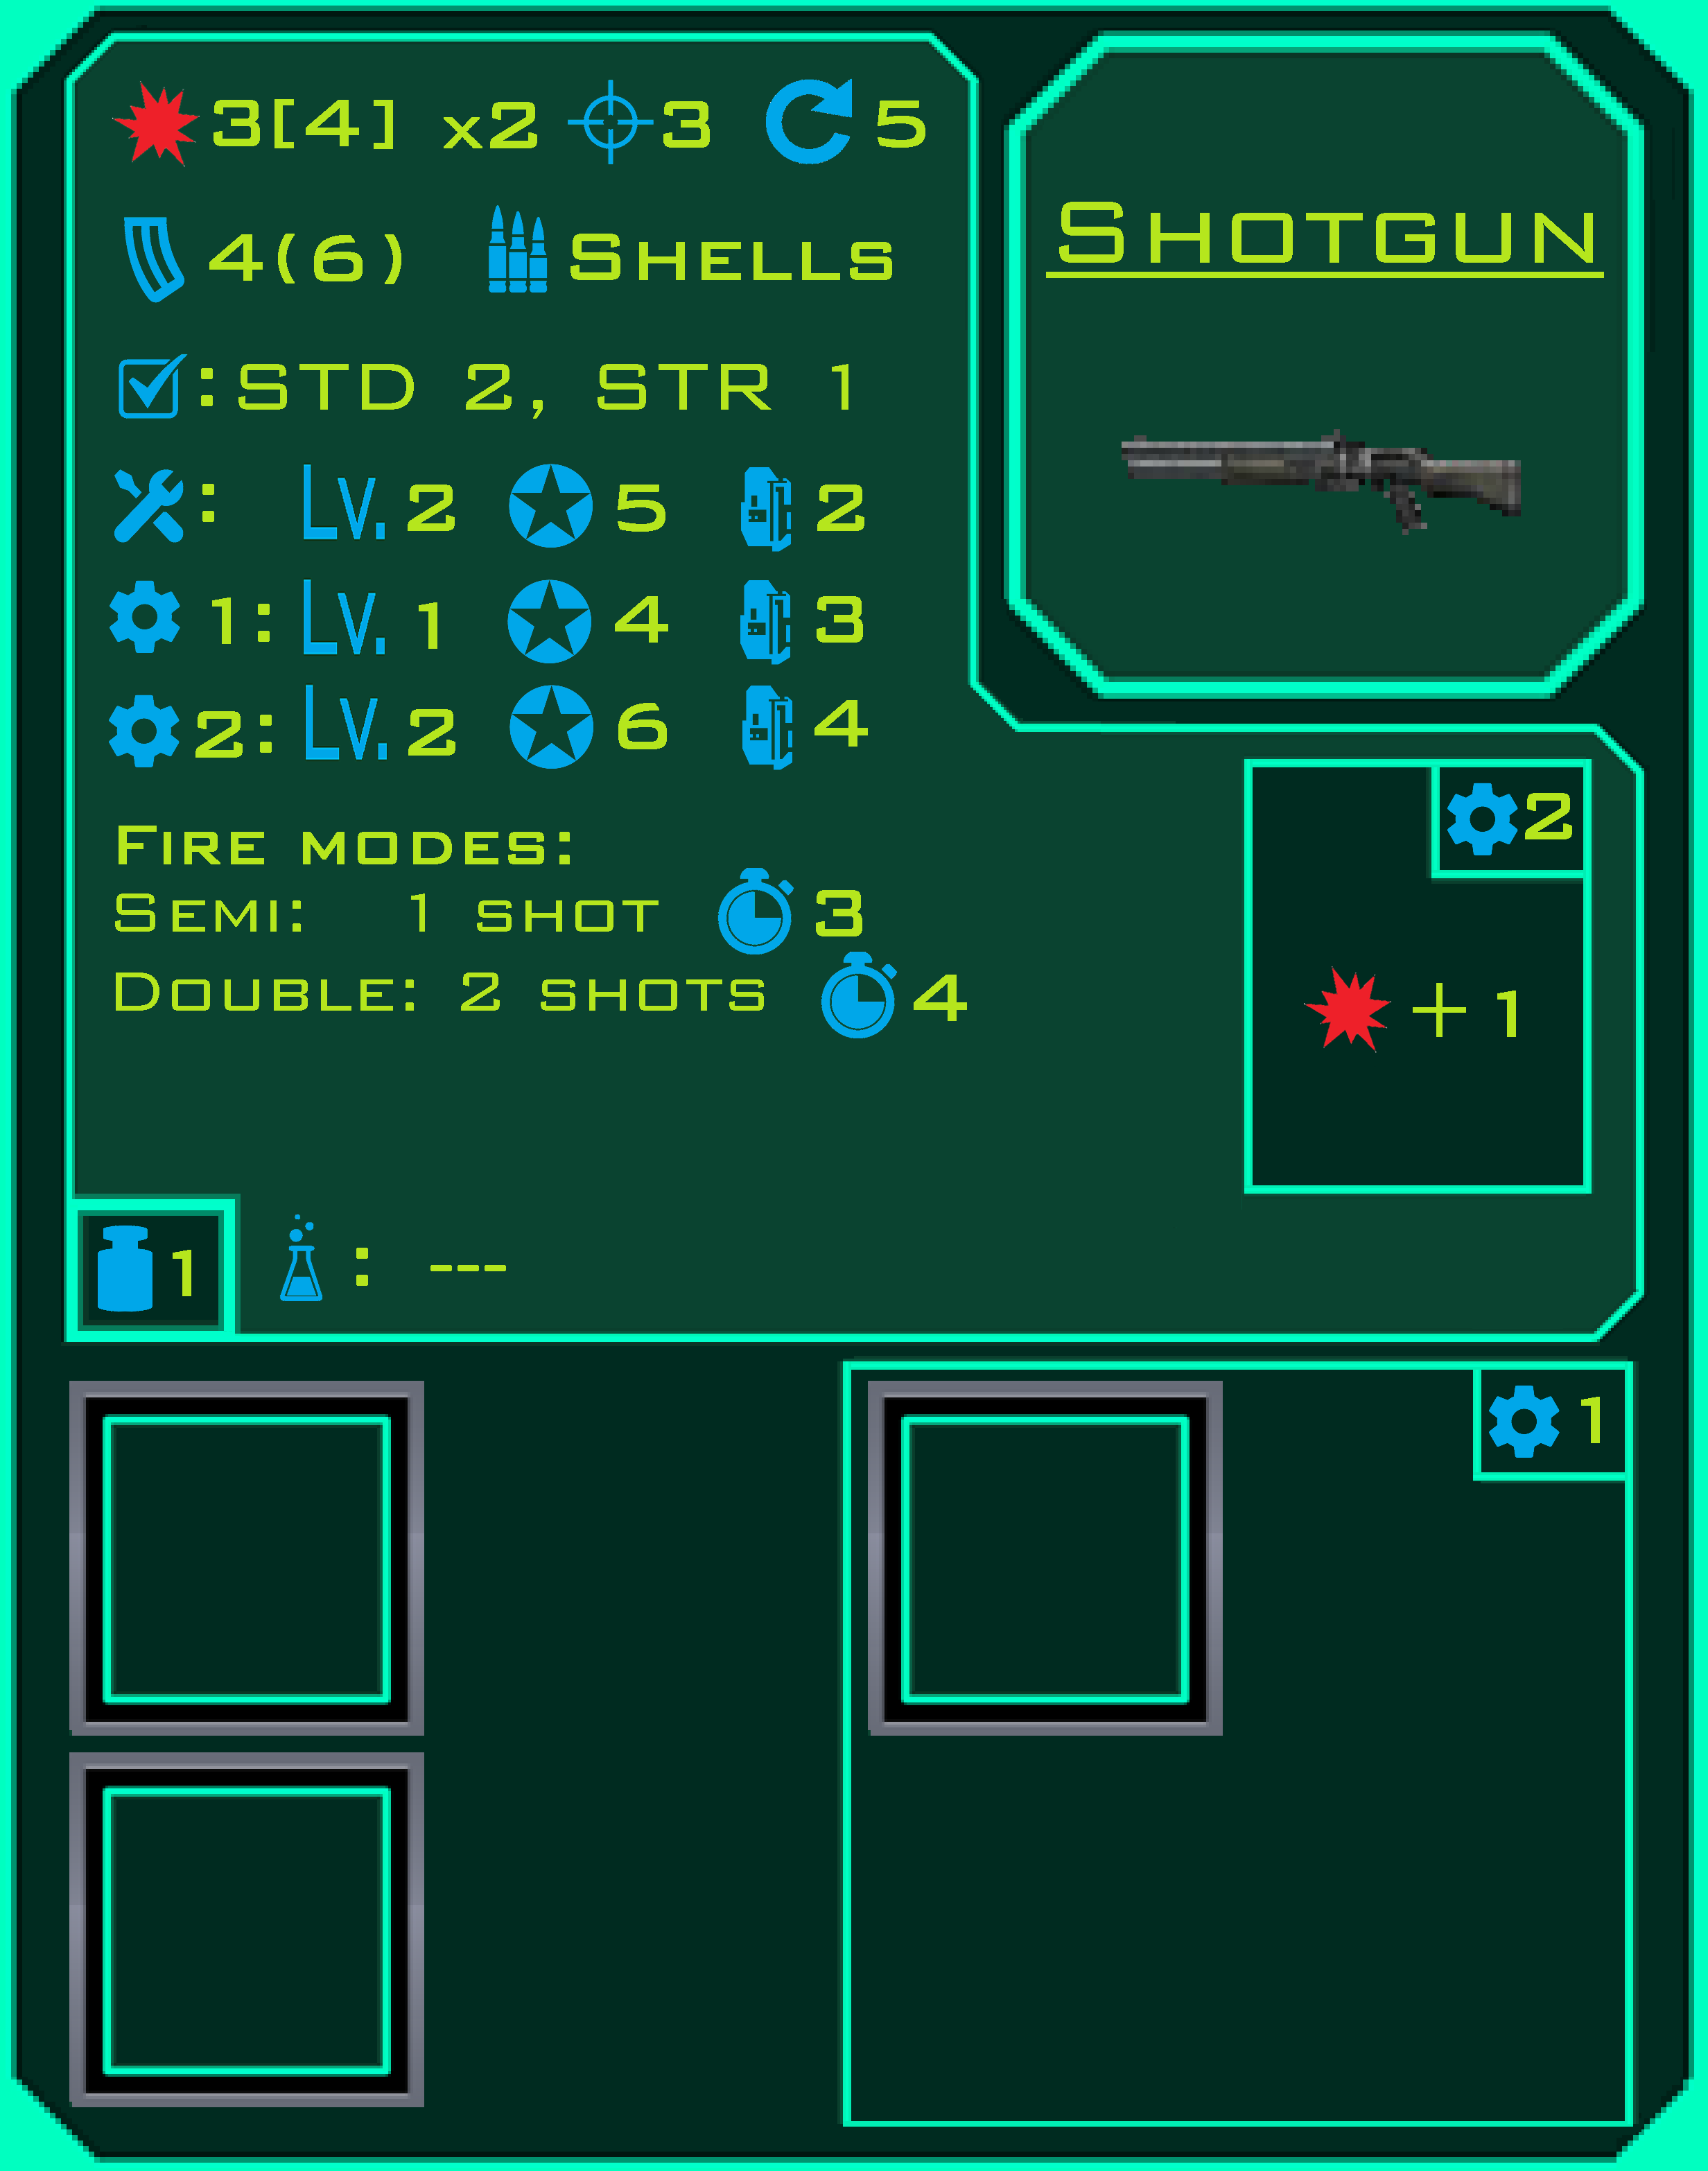 3[4] x2 3 5
SHOTGUN
4(6) SHELLS
: STD 2, STR 1
: LV. 2 5 2
1: LV. 1 4 3
2: LV. 2 6 4
2
+ 1
FIRE MODES:
SEMI: 1 SHOT 3
DOUBLE: 2 SHOTS 4
1 : ---
1